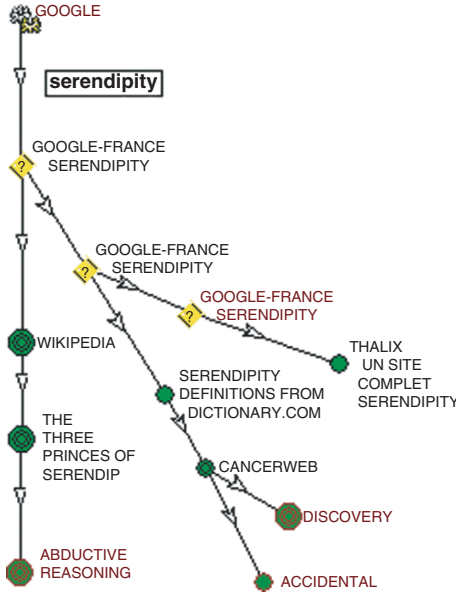 GOOGLE
serendipity
GOOGLE-FRANCE
SERENDIPITY
?
GOOGLE-FRANCE
SERENDIPITY
?
GOOGLE-FRANCE
SERENDIPITY
?
WIKIPEDIA
THALIX
UN SITE
COMPLET
SERENDIPITY
SERENDIPITY
DEFINITIONS FROM
DICTIONARY.COM
THE
THREE
PRINCES OF
SERENDIP
CANCERWEB
DISCOVERY
ABDUCTIVE
REASONING
ACCIDENTAL